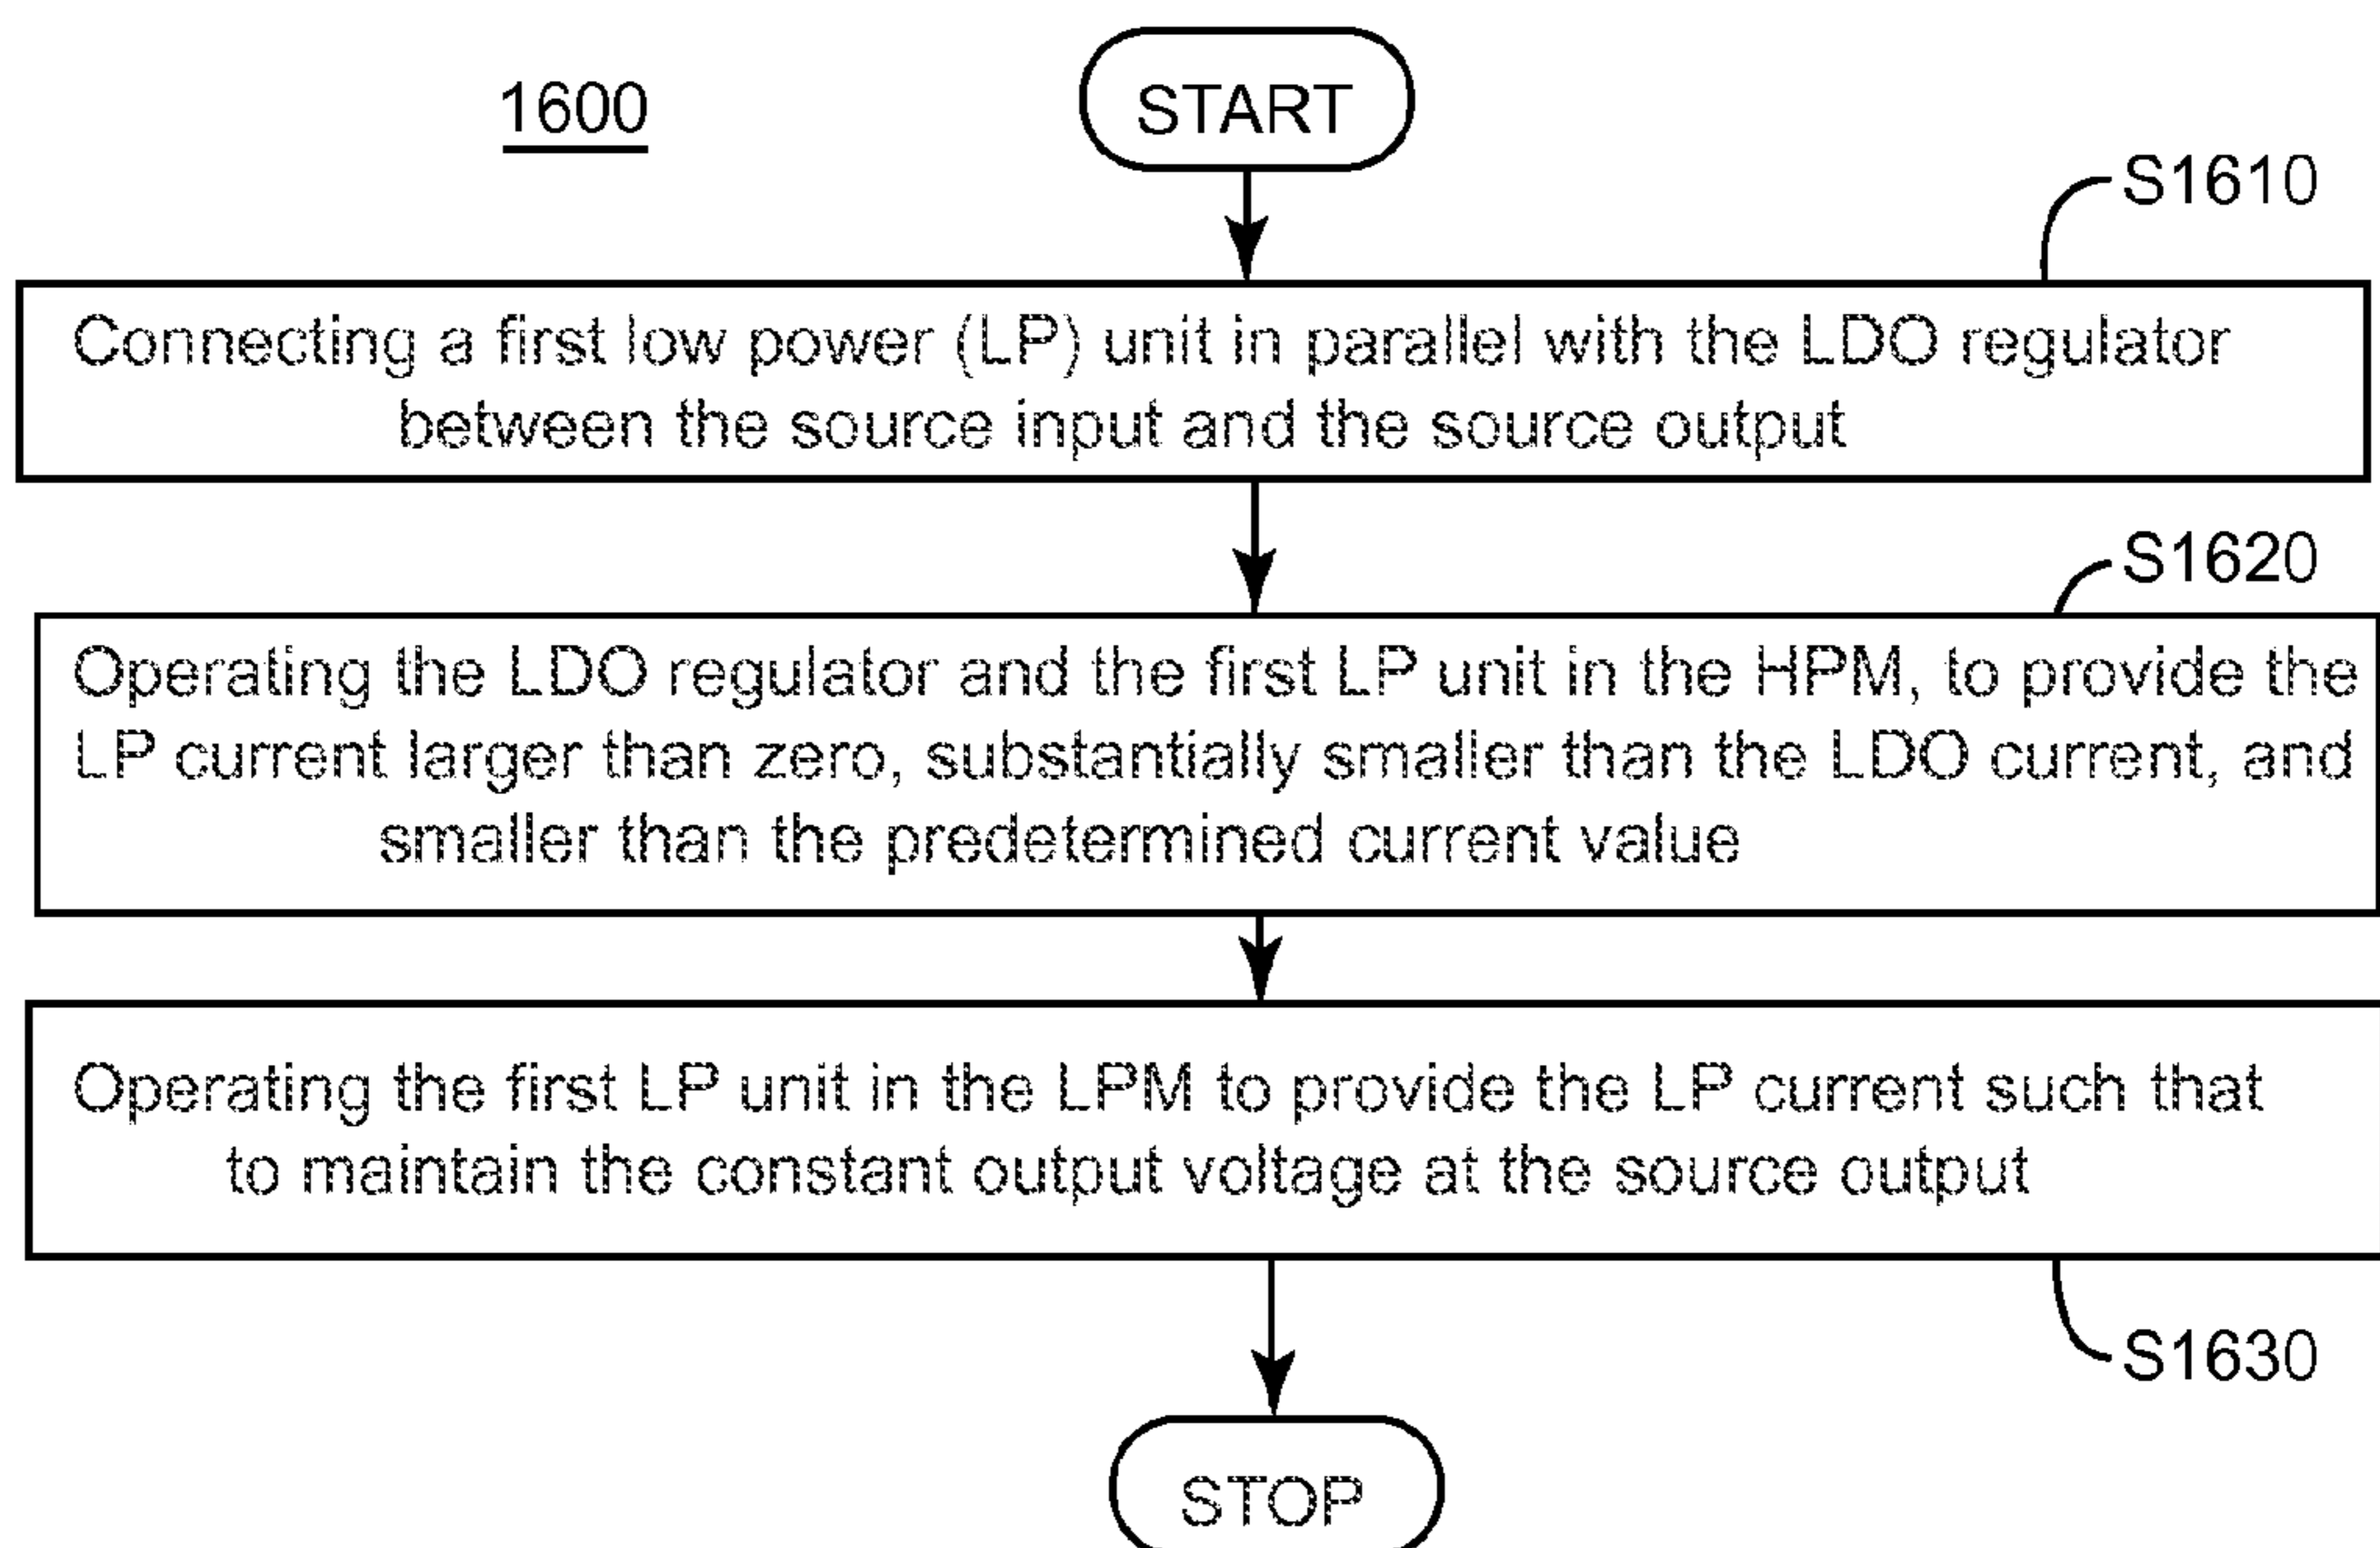 1600
START
S1610
Connecting a first low power (LP) unit in parallel with the LDO regulator
between the source input and the source output
S1620
Operating the LDO regulator and the first LP unit in the HPM, to provide the
LP current larger than zero, substantially smaller than the LDO current, and
smaller than the predetermined current value
Operating the first LP unit in the LPM to provide the LP current such that
to maintain the constant output voltage at the source output
S1630
STOP